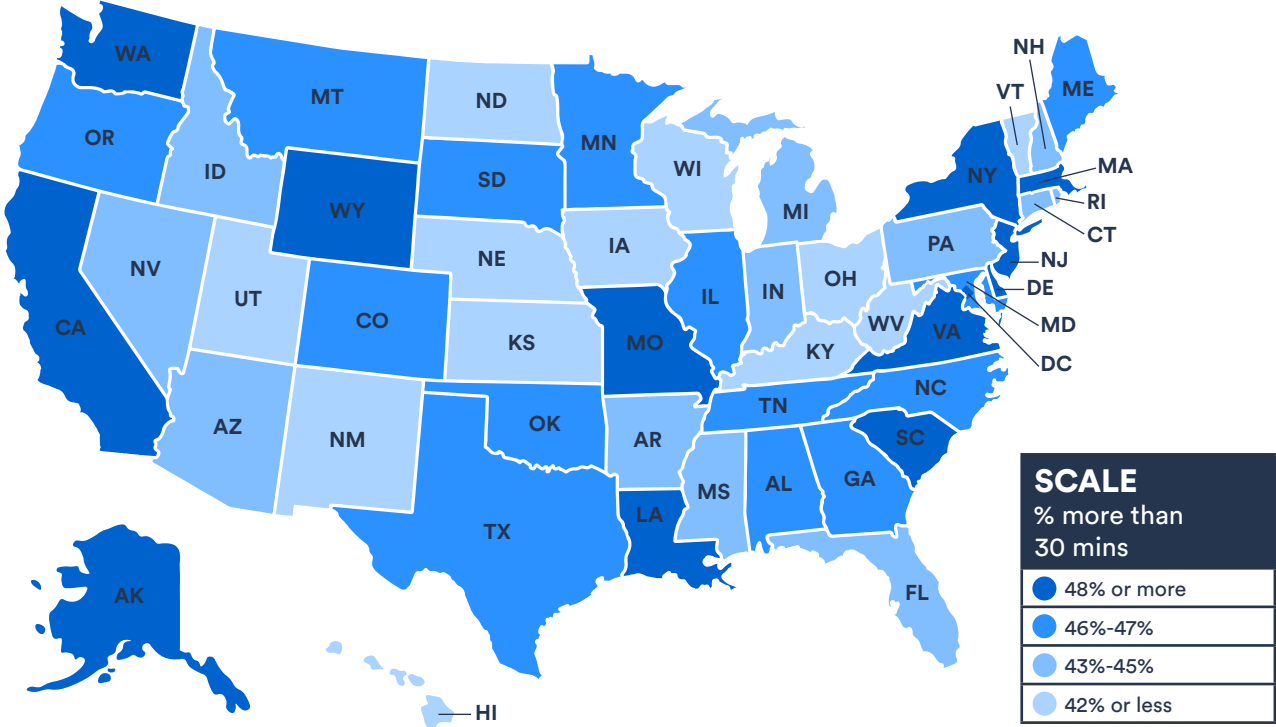 WA
MT
ND
MN
OR
ID
WY
SD
WI
MI
NH
VT
ME
NY
MA
RI
CT
NV
UT
CO
NE
IA
IL
IN
OH
PA
NJ
DE
CA
KS
MO
KY
WV
VA
MD
DC
AZ
NM
OK
AR
TN
NC
SC
TX
LA
MS
AL
GA
FL
AK
HI
SCALE
% more than
30 mins
48% or more
46%-47%
43%-45%
42% or less